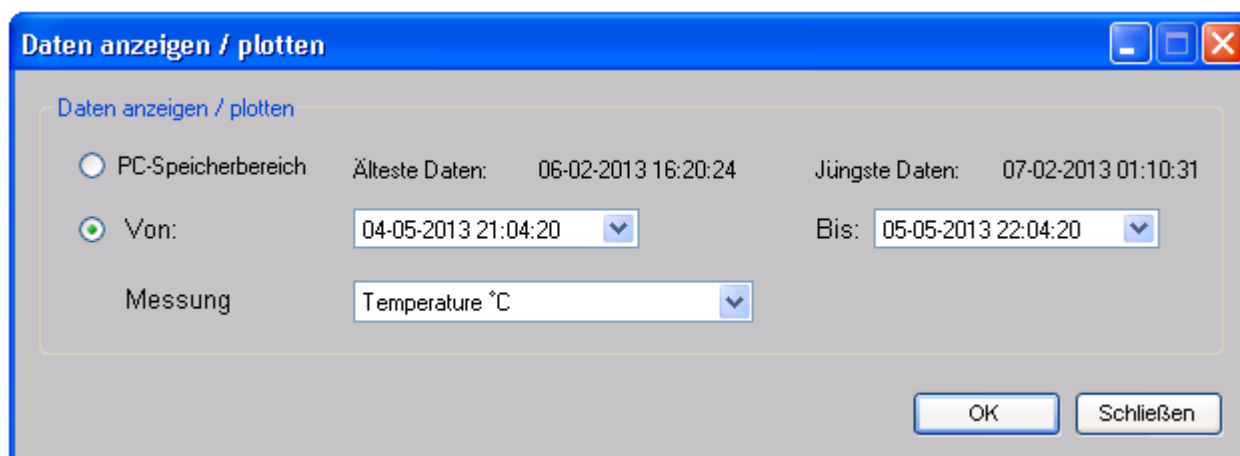 Daten anzeigen / plotten
Daten anzeigen / plotten
PC-Speicherbereich Älteste Daten: 06-02-2013 16:20:24 Jüngste Daten: 07-02-2013 01:10:31
Von: 04-05-2013 21:04:20 Bis: 05-05-2013 22:04:20
Messung Temperature °C
OK Schließen